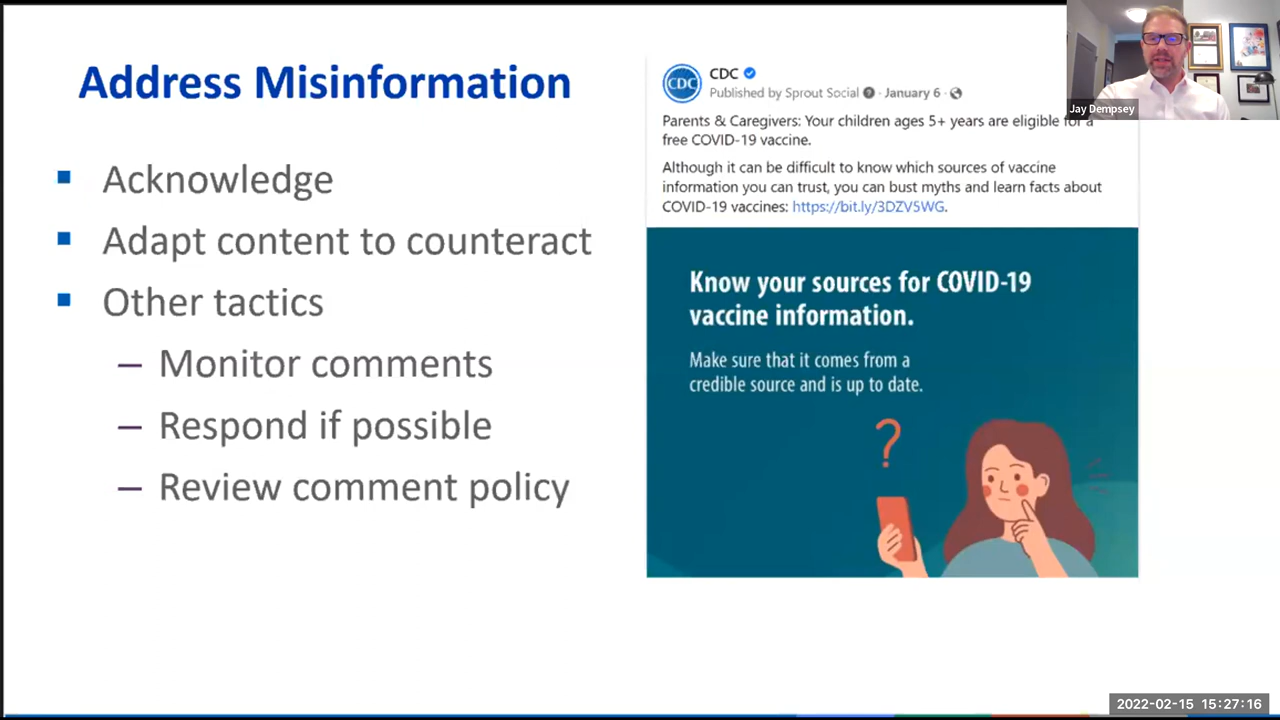 Address Misinformation
Acknowledge
Adapt content to counteract
Other tactics
– Monitor comments
– Respond if possible
– Review comment policy
CDC
CDC
Published by Sprout Social · January 6 ·
Parents & Caregivers: Your children ages 5+ years are eligible for a
free COVID-19 vaccine.
Although it can be difficult to know which sources of vaccine
information you can trust, you can bust myths and learn facts about
COVID-19 vaccines: https://bit.ly/3DZV5WG.
Know your sources for COVID-19
vaccine information.
Make sure that it comes from a
credible source and is up to date.
?
Jay Dempsey
2022-02-15 15:27:16